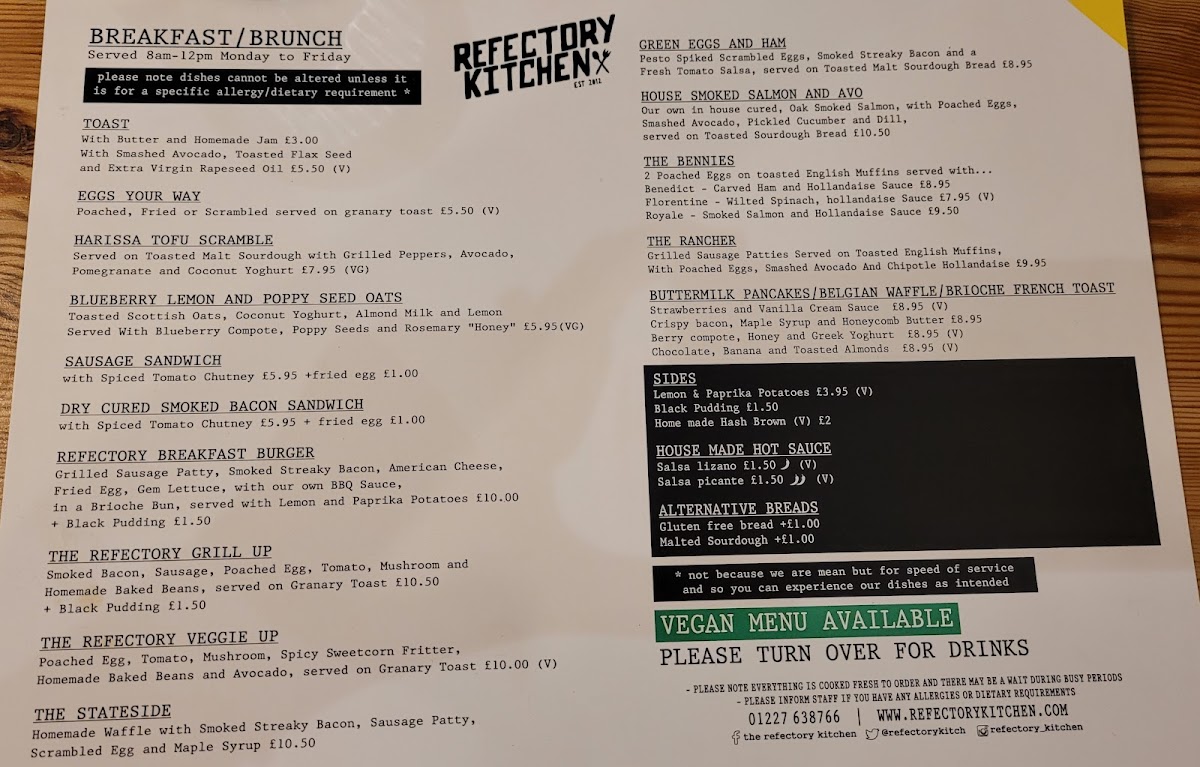 BREAKFAST/BRUNCH
Served 8am-12pm Monday to Friday
please note dishes cannot be altered unless it
is for a specific allergy/dietary requirement *
TOAST
With Butter and Homemade Jam £3.00
With Smashed Avocado, Toasted Flax Seed
and Extra Virgin Rapeseed Oil £5.50 (V)
EGGS YOUR WAY
Poached, Fried or Scrambled served on granary toast £5.50 (V)
HARISSA TOFU SCRAMBLE
Served on Toasted Malt Sourdough with Grilled Peppers, Avocado,
Pomegranate and Coconut Yoghurt £7.95 (VG)
BLUEBERRY LEMON AND POPPY SEED OATS
Toasted Scottish Oats, Coconut Yoghurt, Almond Milk and Lemon
Served With Blueberry Compote, Poppy Seeds and Rosemary "Honey" £5.95(VG)
SAUSAGE SANDWICH
with Spiced Tomato Chutney £5.95 +fried egg £1.00
DRY CURED SMOKED BACON SANDWICH
with Spiced Tomato Chutney £5.95 + fried egg £1.00
REFECTORY BREAKFAST BURGER
Grilled Sausage Patty, Smoked Streaky Bacon, American Cheese,
Fried Egg, Gem Lettuce, with our own BBQ Sauce,
in a Brioche Bun, served with Lemon and Paprika Potatoes £10.00
+ Black Pudding £1.50
THE REFECTORY GRILL UP
Smoked Bacon, Sausage, Poached Egg, Tomato, Mushroom and
Homemade Baked Beans, served on Granary Toast £10.50
+ Black Pudding £1.50
THE REFECTORY VEGGIE UP
Poached Egg, Tomato, Mushroom, Spicy Sweetcorn Fritter,
Homemade Baked Beans and Avocado, served on Granary Toast £10.00 (V)
THE STATESIDE
Homemade Waffle with Smoked Streaky Bacon, Sausage Patty,
Scrambled Egg and Maple Syrup £10.50
REFECTORY
KITCHEN
EST 2012
GREEN EGGS AND HAM
Pesto Spiked Scrambled Eggs, Smoked Streaky Bacon and a
Fresh Tomato Salsa, served on Toasted Malt Sourdough Bread £8.95
HOUSE SMOKED SALMON AND AVO
Our own in house cured, Oak Smoked Salmon, with Poached Eggs,
Smashed Avocado, Pickled Cucumber and Dill,
served on Toasted Sourdough Bread £10.50
THE BENNIES
2 Poached Eggs on toasted English Muffins served with...
Benedict - Carved Ham and Hollandaise Sauce £8.95
Florentine - Wilted Spinach, hollandaise Sauce £7.95 (V)
Royale - Smoked Salmon and Hollandaise Sauce £9.50
THE RANCHER
Grilled Sausage Patties Served on Toasted English Muffins,
With Poached Eggs, Smashed Avocado And Chipotle Hollandaise £9.95
BUTTERMILK PANCAKES/BELGIAN WAFFLE/BRIOCHE FRENCH TOAST
Strawberries and Vanilla Cream Sauce £8.95 (V)
Crispy bacon, Maple Syrup and Honeycomb Butter £8.95
Berry compote, Honey and Greek Yoghurt £8.95 (V)
Chocolate, Banana and Toasted Almonds £8.95 (V)
SIDES
Lemon & Paprika Potatoes £3.95 (V)
Black Pudding £1.50
Home made Hash Brown (V) £2
HOUSE MADE HOT SAUCE
Salsa lizano £1.50 (V)
Salsa picante £1.50 (V)
ALTERNATIVE BREADS
Gluten free bread +£1.00
Malted Sourdough +£1.00
* not because we are mean but for speed of service
and so you can experience our dishes as intended
VEGAN MENU AVAILABLE
PLEASE TURN OVER FOR DRINKS
- PLEASE NOTE EVERYTHING IS COOKED FRESH TO ORDER AND THERE MAY BE A WAIT DURING BUSY PERIODS
- PLEASE INFORM STAFF IF YOU HAVE ANY ALLERGIES OR DIETARY REQUIREMENTS
01227 638766 | WWW.REFECTORYKITCHEN.COM
the refectory kitchen @refectorykitch refectory_kitchen